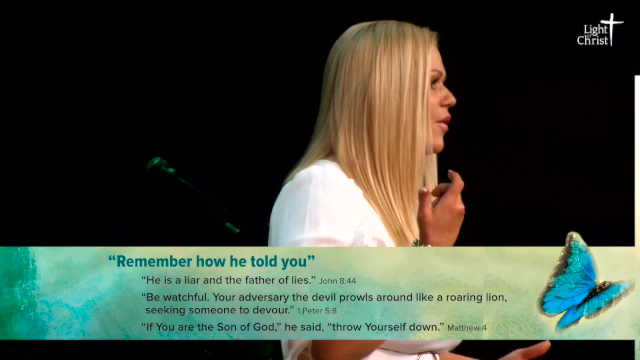 Light
of
Christ
“Remember how he told you”
“He is a liar and the father of lies.” John 8:44
“Be watchful. Your adversary the devil prowls around like a roaring lion,
seeking someone to devour.” 1 Peter 5:8
“If You are the Son of God,” he said, “throw Yourself down.” Matthew 4